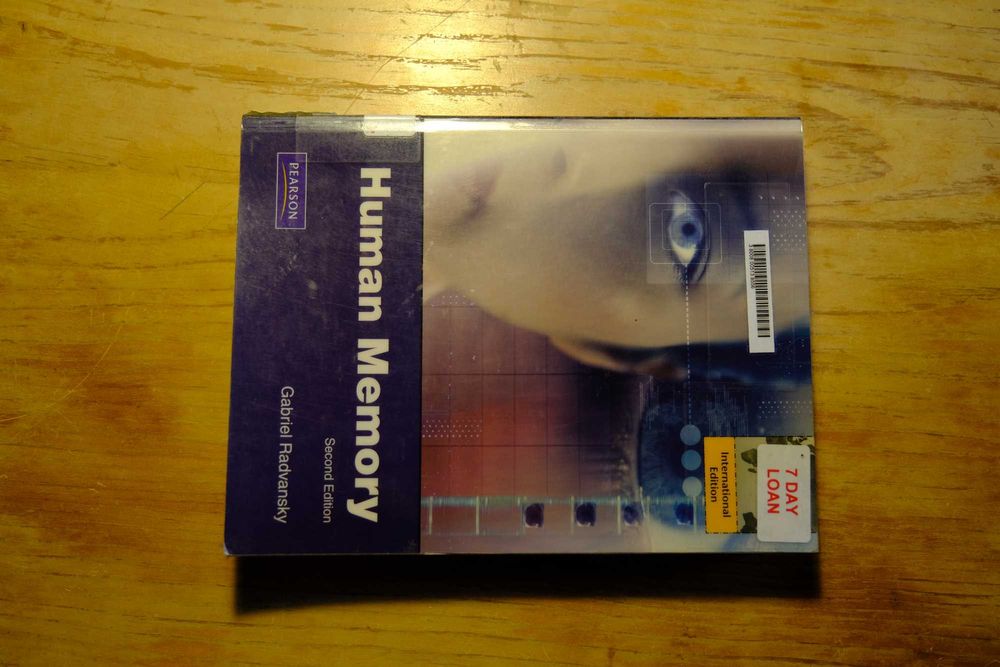 7 DAY
LOAN
International
Edition
Human Memory
Second Edition
Gabriel Radvansky
PEARSON